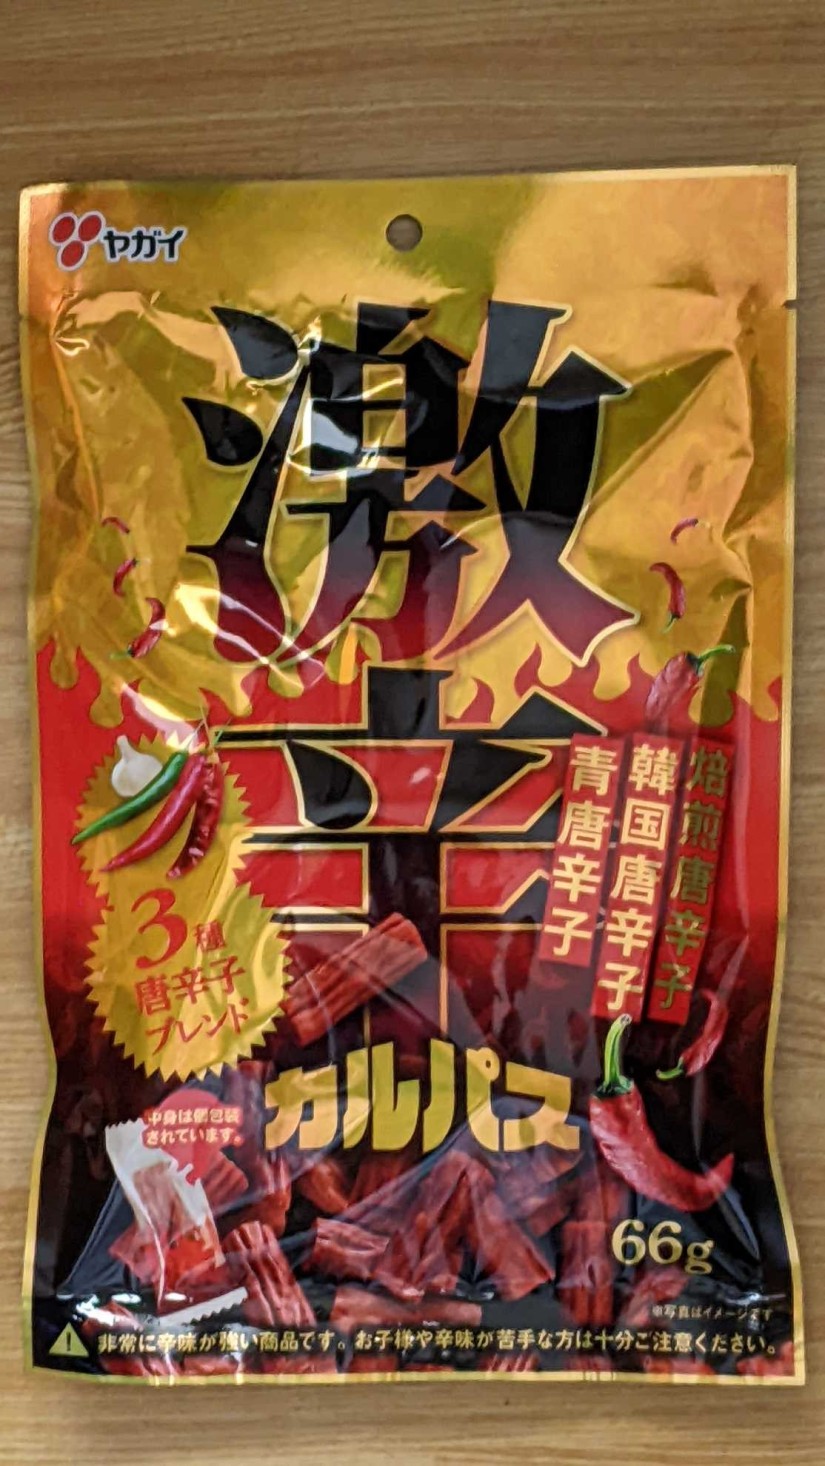 ヤガイ
激辛
焙煎唐辛子
韓国唐辛子
青唐辛子
3種
唐辛子
ブレンド
カルパス
中身は個包装
されています。
66g
※写真はイメージです
非常に辛味が強い商品です。お子様や辛味が苦手な方は十分ご注意ください。